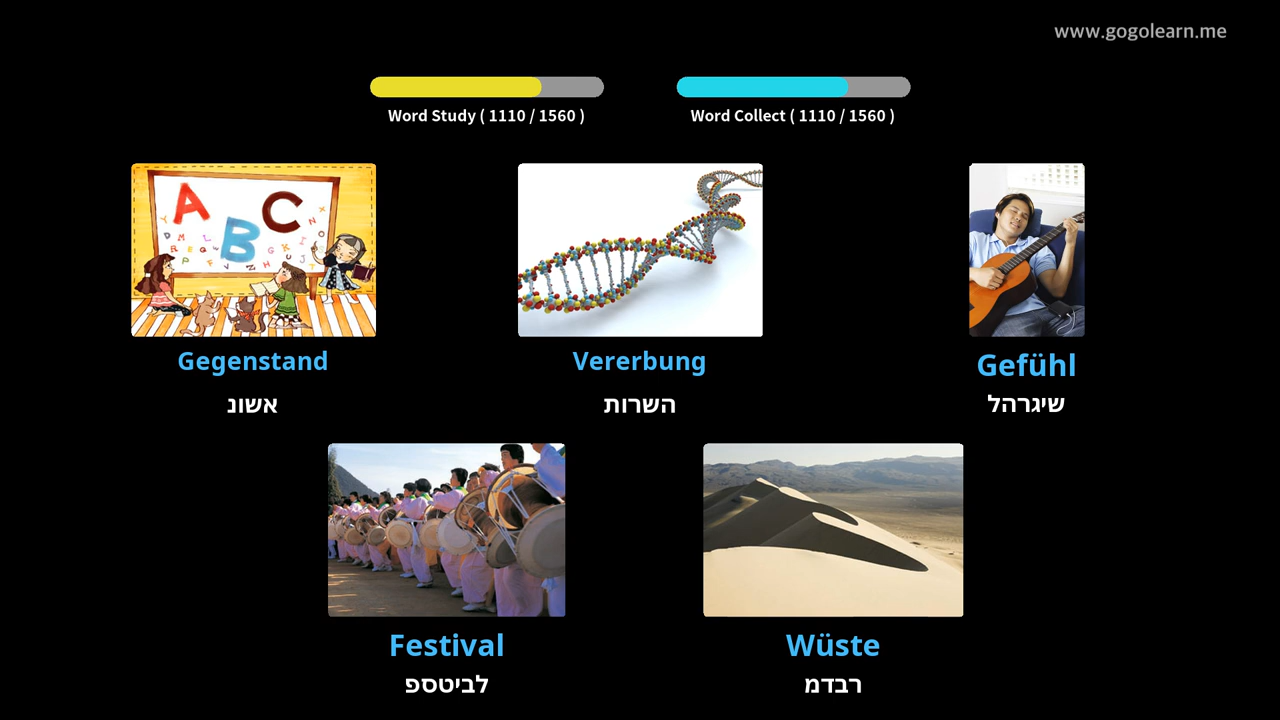 www.gogolearn.me
Word Study ( 1110 / 1560 )
Word Collect ( 1110 / 1560 )
Gegenstand
אשונ
Vererbung
השרות
Gefühl
שיגרהל
Festival
לביטספ
Wüste
רבדמ